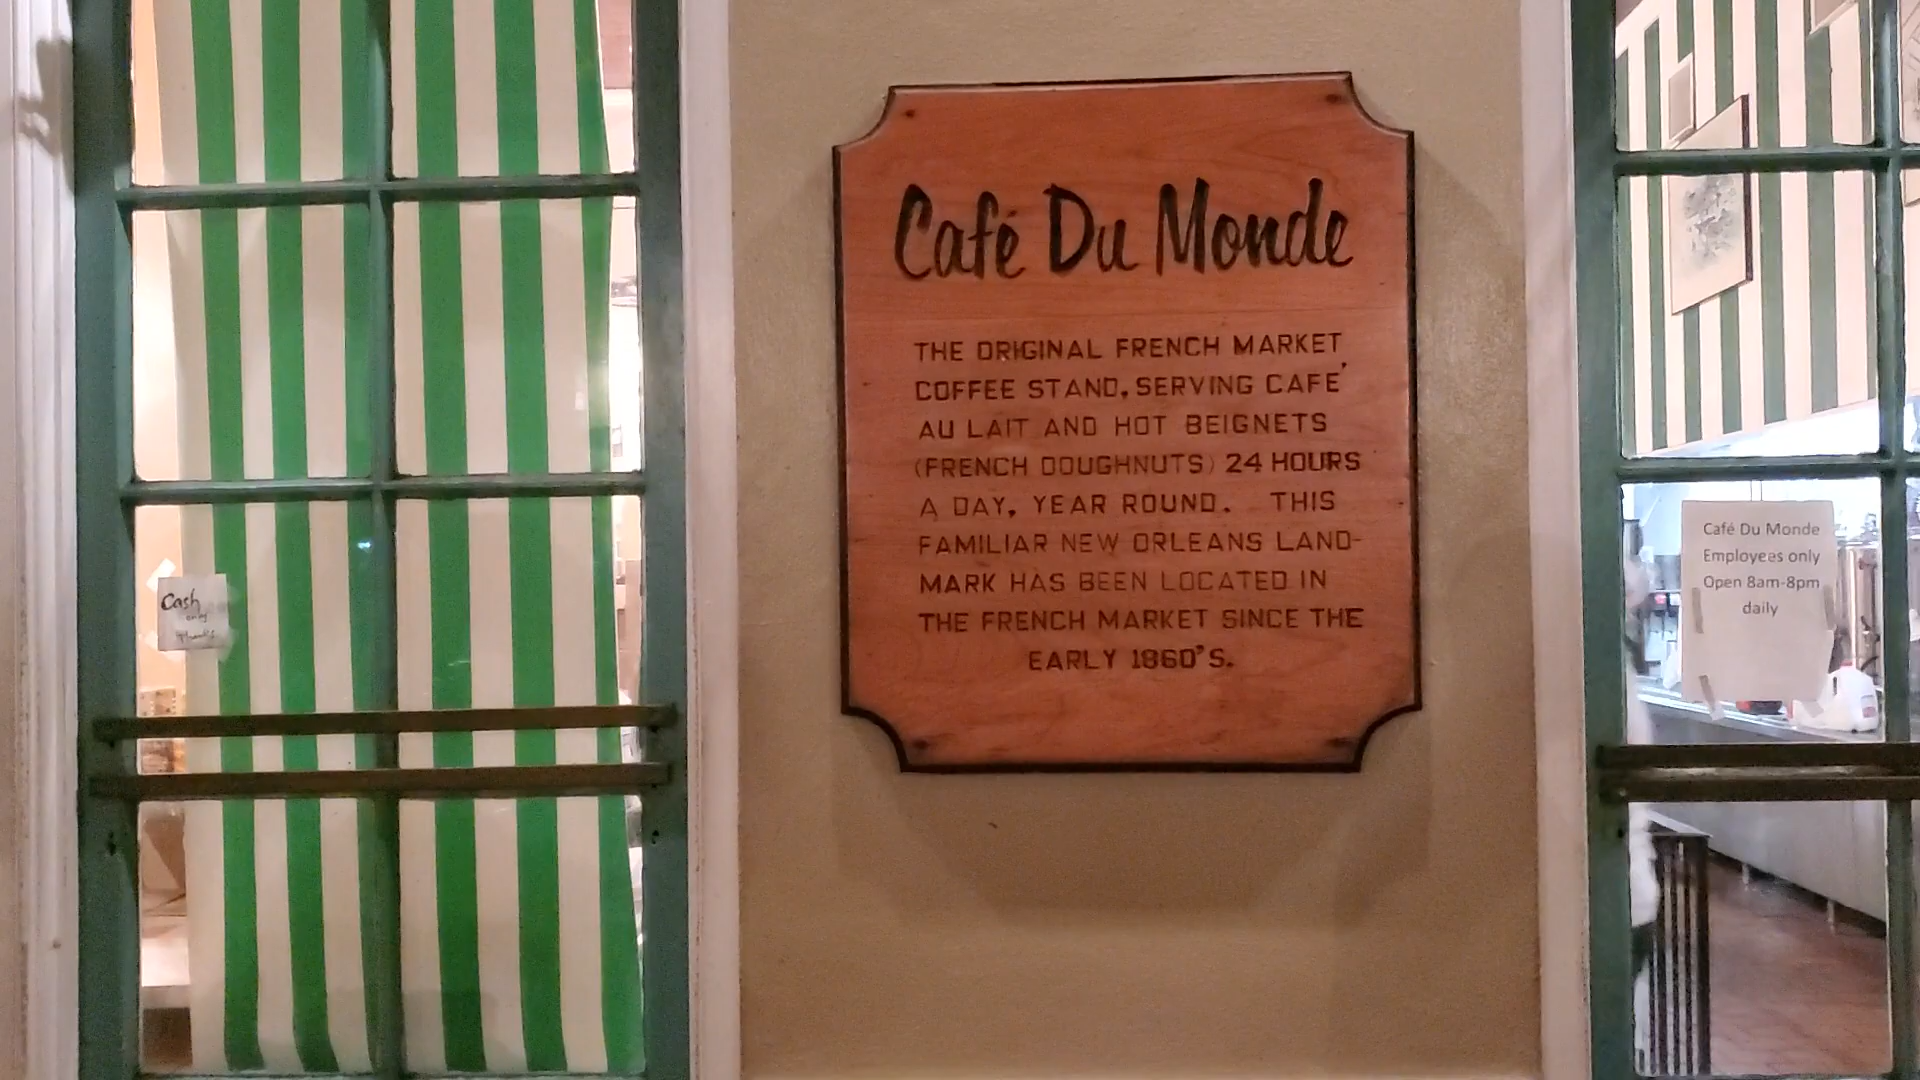 Cash
only
thanks
Café Du Monde
THE ORIGINAL FRENCH MARKET
COFFEE STAND, SERVING CAFE'
AU LAIT AND HOT BEIGNETS
(FRENCH DOUGHNUTS) 24 HOURS
A DAY, YEAR ROUND. THIS
FAMILIAR NEW ORLEANS LAND-
MARK HAS BEEN LOCATED IN
THE FRENCH MARKET SINCE THE
EARLY 1860'S.
Café Du Monde
Employees only
Open 8am-8pm
daily